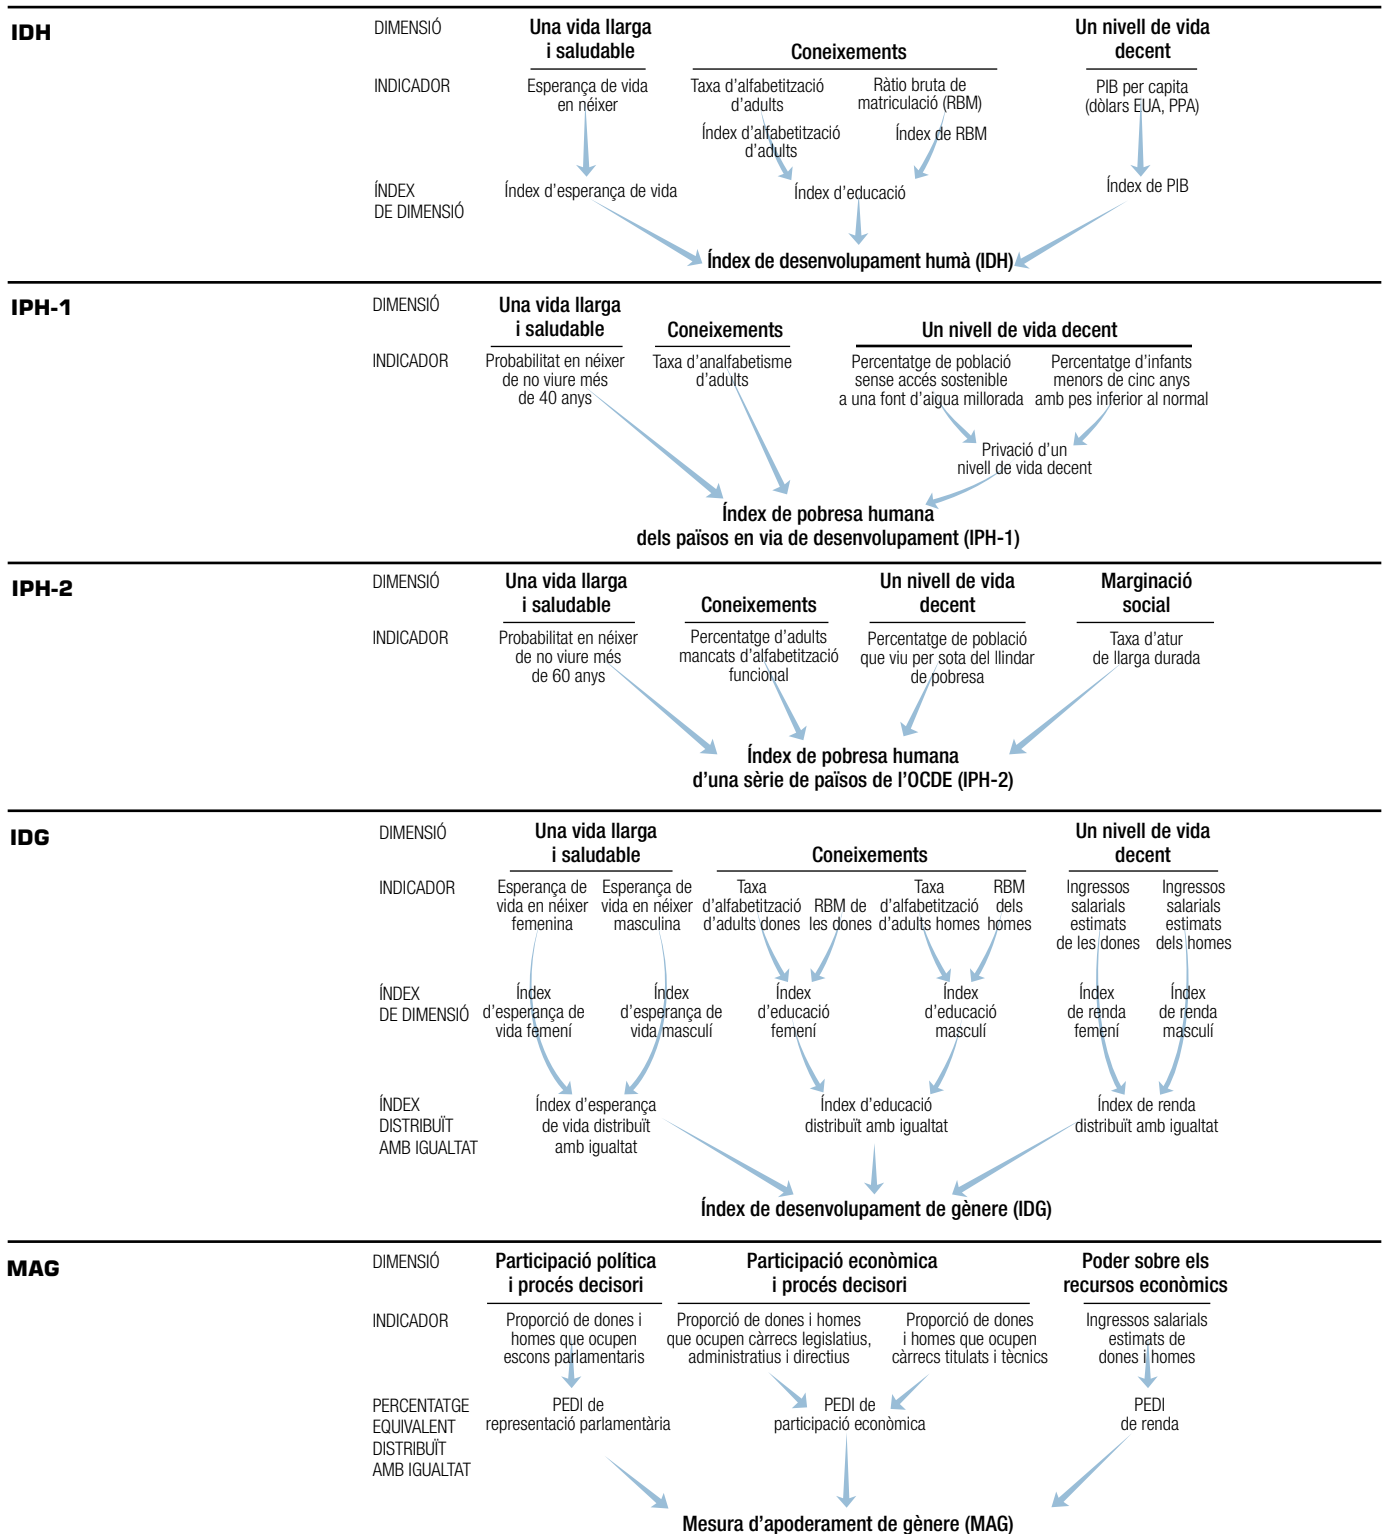 IDH
DIMENSIÓ
Una vida llarga
i saludable
Coneixements
Un nivell de vida
decent
INDICADOR
Esperança de vida
en néixer
Taxa d'alfabetització
d'adults
Ràtio bruta de
matriculació (RBM)
PIB per capita
(dòlars EUA, PPA)
Índex d'alfabetització
d'adults
Índex de RBM
ÍNDEX
DE DIMENSIÓ
Índex d'esperança de vida
Índex d'educació
Índex de PIB
Índex de desenvolupament humà (IDH)
IPH-1
DIMENSIÓ
Una vida llarga
i saludable
Coneixements
Un nivell de vida decent
INDICADOR
Probabilitat en néixer
de no viure més
de 40 anys
Taxa d'analfabetisme
d'adults
Percentatge de població
sense accés sostenible
a una font d'aigua millorada
Percentatge d'infants
menors de cinc anys
amb pes inferior al normal
Privació d'un
nivell de vida decent
Índex de pobresa humana
dels països en via de desenvolupament (IPH-1)
IPH-2
DIMENSIÓ
Una vida llarga
i saludable
Coneixements
Un nivell de vida
decent
Marginació
social
INDICADOR
Probabilitat en néixer
de no viure més
de 60 anys
Percentatge d'adults
mancats d'alfabetització
funcional
Percentatge de població
que viu per sota del llindar
de pobresa
Taxa d'atur
de llarga durada
Índex de pobresa humana
d'una sèrie de països de l'OCDE (IPH-2)
IDG
DIMENSIÓ
Una vida llarga
i saludable
Coneixements
Un nivell de vida
decent
INDICADOR
Esperança de
vida en néixer
femenina
Esperança de
vida en néixer
masculina
Taxa
d'alfabetització
d'adults dones
RBM de
les dones
Taxa
d'alfabetització
d'adults homes
RBM
dels
homes
Ingressos
salarials
estimats
de les dones
Ingressos
salarials
estimats
dels homes
ÍNDEX
DE DIMENSIÓ
Índex
d'esperança de
vida femení
Índex
d'esperança de
vida masculí
Índex
d'educació
femení
Índex
d'educació
masculí
Índex
de renda
femení
Índex
de renda
masculí
ÍNDEX
DISTRIBUÏT
AMB IGUALTAT
Índex d'esperança
de vida distribuït
amb igualtat
Índex d'educació
distribuït amb igualtat
Índex de renda
distribuït amb igualtat
Índex de desenvolupament de gènere (IDG)
MAG
DIMENSIÓ
Participació política
i procés decisori
Participació econòmica
i procés decisori
Poder sobre els
recursos econòmics
INDICADOR
Proporció de dones i
homes que ocupen
escons parlamentaris
Proporció de dones i homes
que ocupen càrrecs legislatius,
administratius i directius
Proporció de dones
i homes que ocupen
càrrecs titulats i tècnics
Ingressos salarials
estimats de
dones i homes
PERCENTATGE
EQUIVALENT
DISTRIBUÏT
AMB IGUALTAT
PEDI de
representació parlamentària
PEDI de
participació econòmica
PEDI
de renda
Mesura d'apoderament de gènere (MAG)